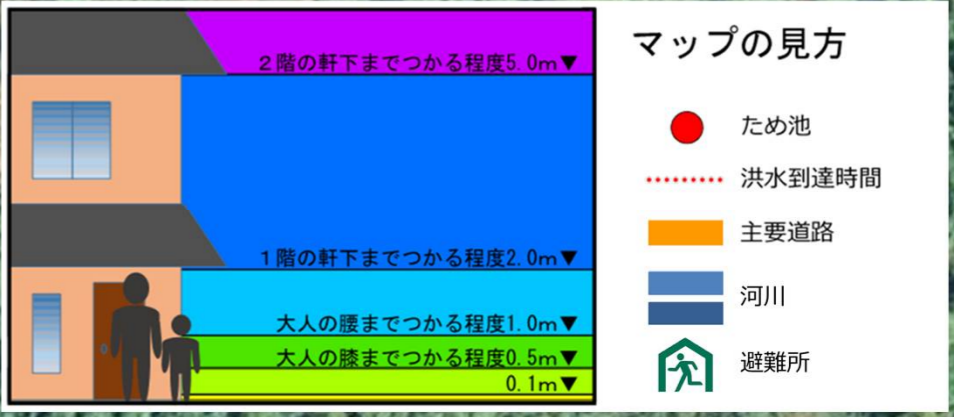 2階の軒下までつかる程度5.0m▼
1階の軒下までつかる程度2.0m▼
大人の腰までつかる程度1.0m▼
大人の膝までつかる程度0.5m▼
0.1m▼
マップの見方
ため池
洪水到達時間
主要道路
河川
避難所